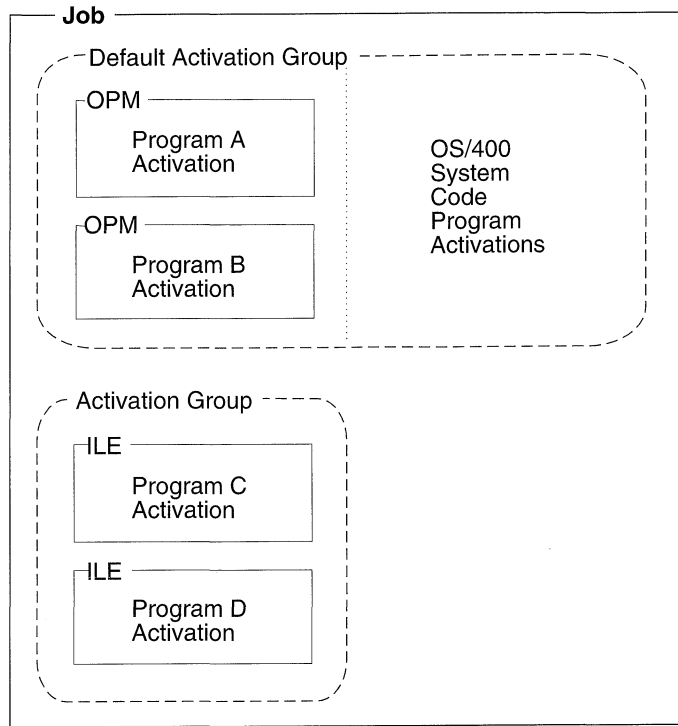 Job
Default Activation Group
OPM
Program A
Activation
OPM
Program B
Activation
OS/400
System
Code
Program
Activations
Activation Group
ILE
Program C
Activation
ILE
Program D
Activation